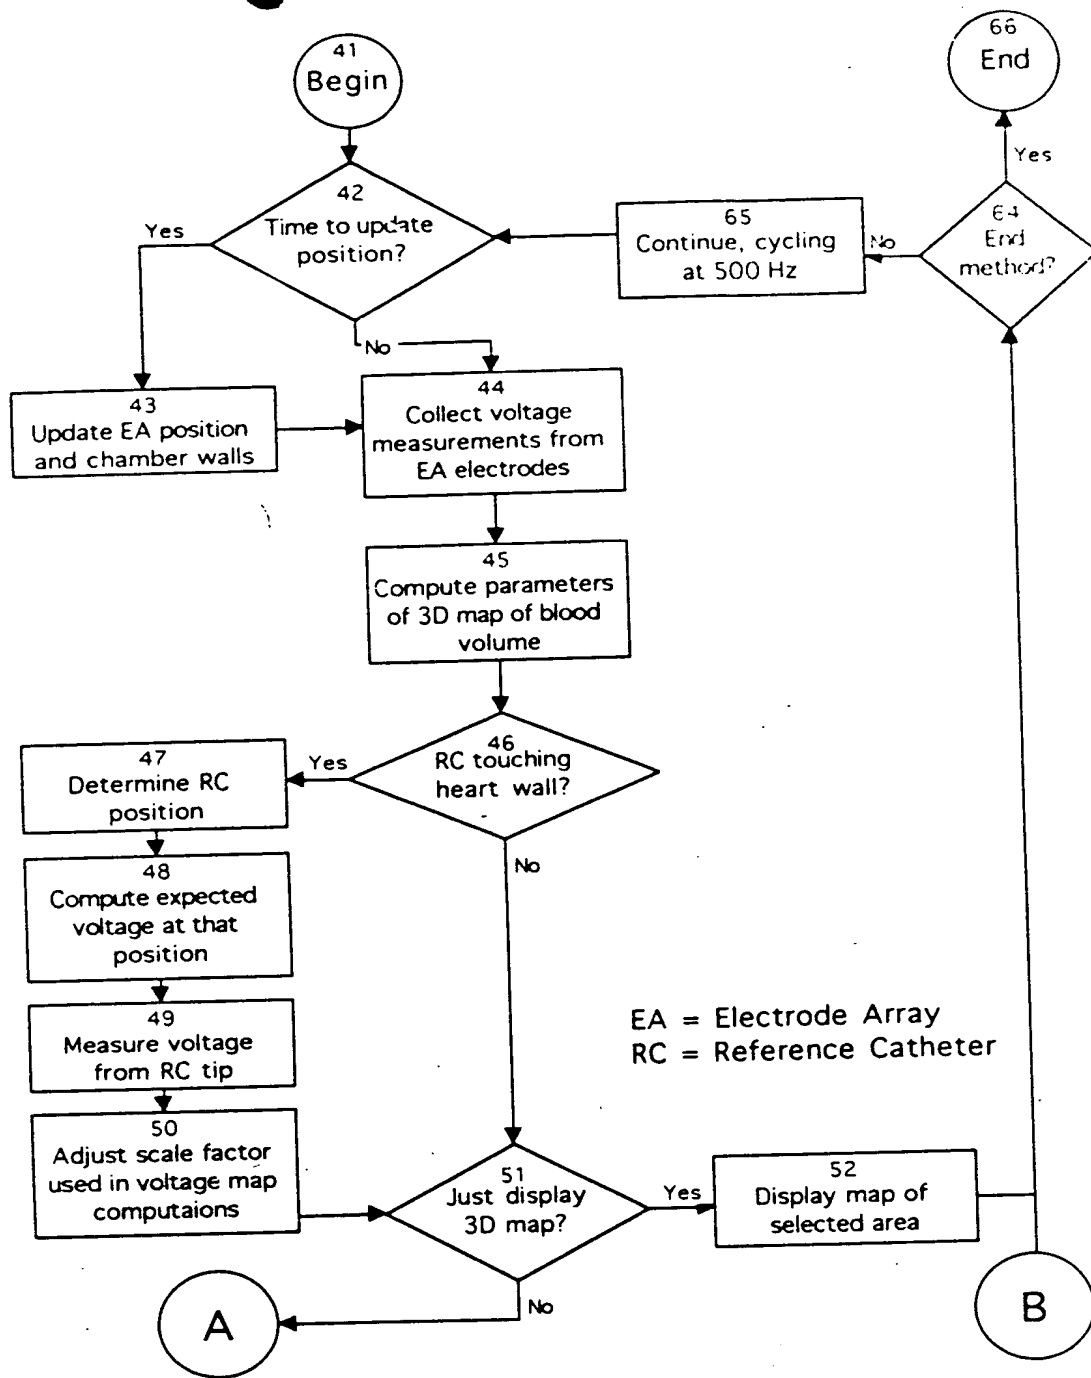 41
Begin
42
Time to update
position?
Yes
No
43
Update EA position
and chamber walls
44
Collect voltage
measurements from
EA electrodes
45
Compute parameters
of 3D map of blood
volume
46
RC touching
heart wall?
Yes
No
47
Determine RC
position
48
Compute expected
voltage at that
position
49
Measure voltage
from RC tip
50
Adjust scale factor
used in voltage map
computaions
51
Just display
3D map?
Yes
No
52
Display map of
selected area
A
B
EA = Electrode Array
RC = Reference Catheter
64
End
method?
No
Yes
65
Continue, cycling
at 500 Hz
66
End